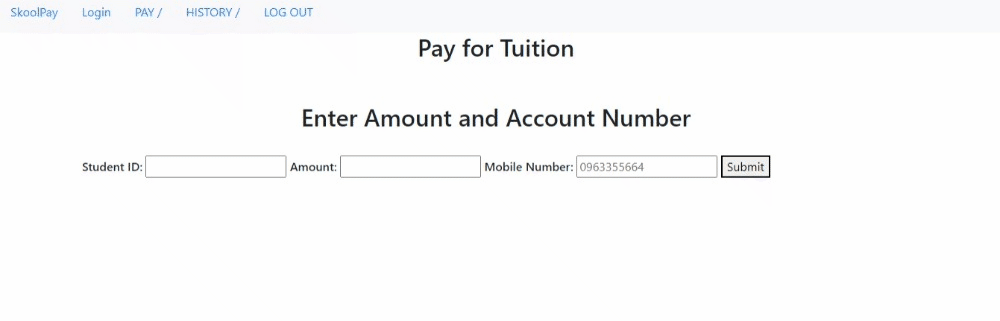 SkoolPay Login PAY / HISTORY / LOG OUT
Pay for Tuition
Enter Amount and Account Number
Student ID: Amount: Mobile Number: 0963355664 Submit